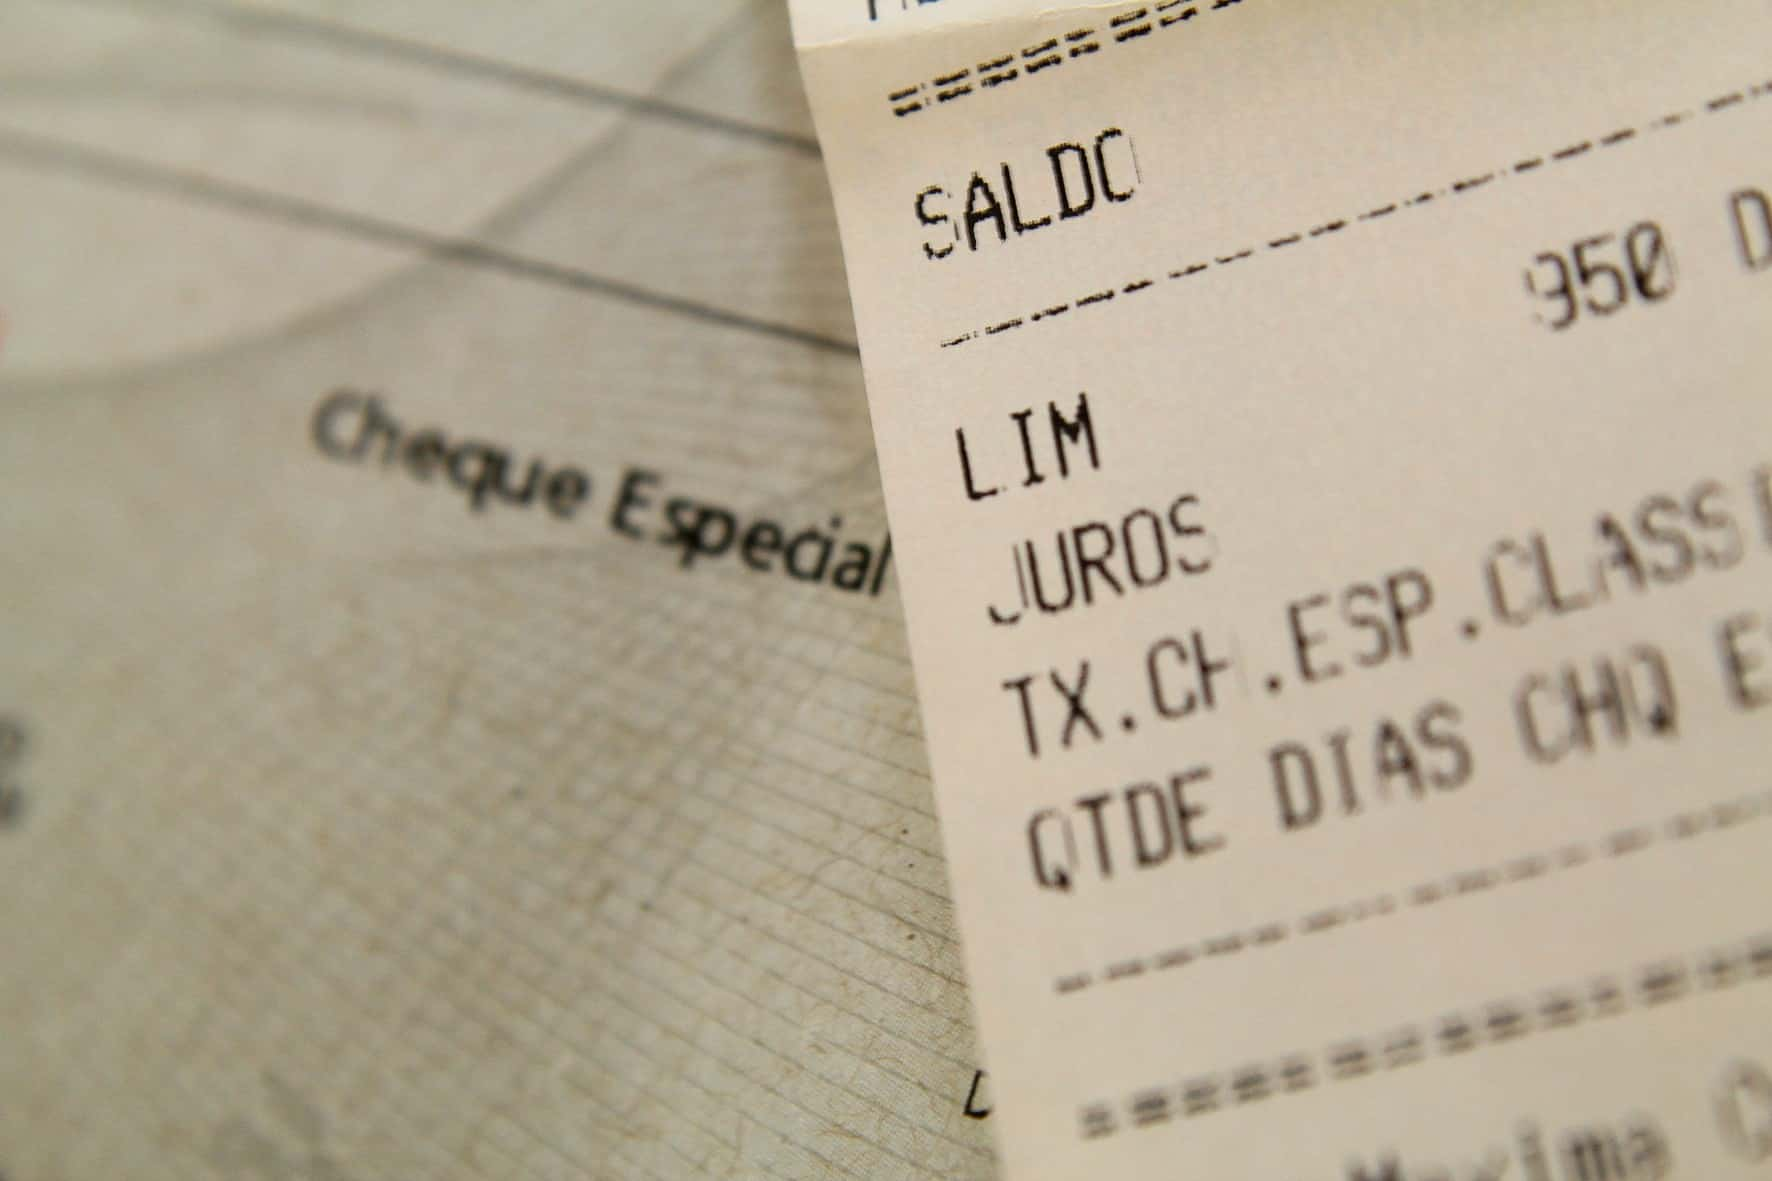 Cheque Especial
SALDO
950 D
LIM
JUROS
TX.CH.ESP.CLASS
QTDE DIAS CHQ E